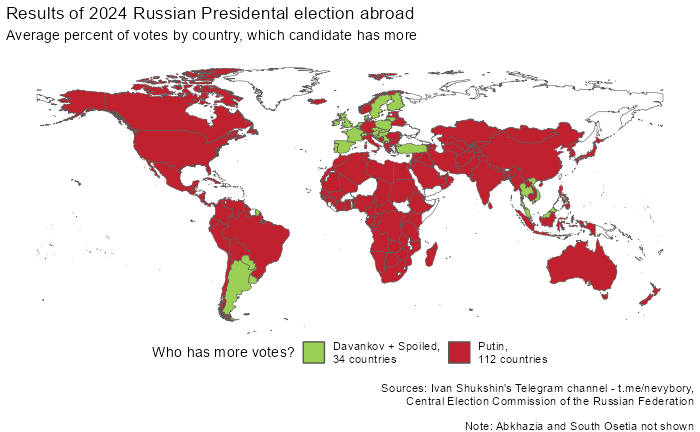 Results of 2024 Russian Presidental election abroad
Average percent of votes by country, which candidate has more
Who has more votes?
Davankov + Spoiled,
34 countries
Putin,
112 countries
Sources: Ivan Shukshin's Telegram channel - t.me/nevybory,
Central Election Commission of the Russian Federation
Note: Abkhazia and South Osetia not shown